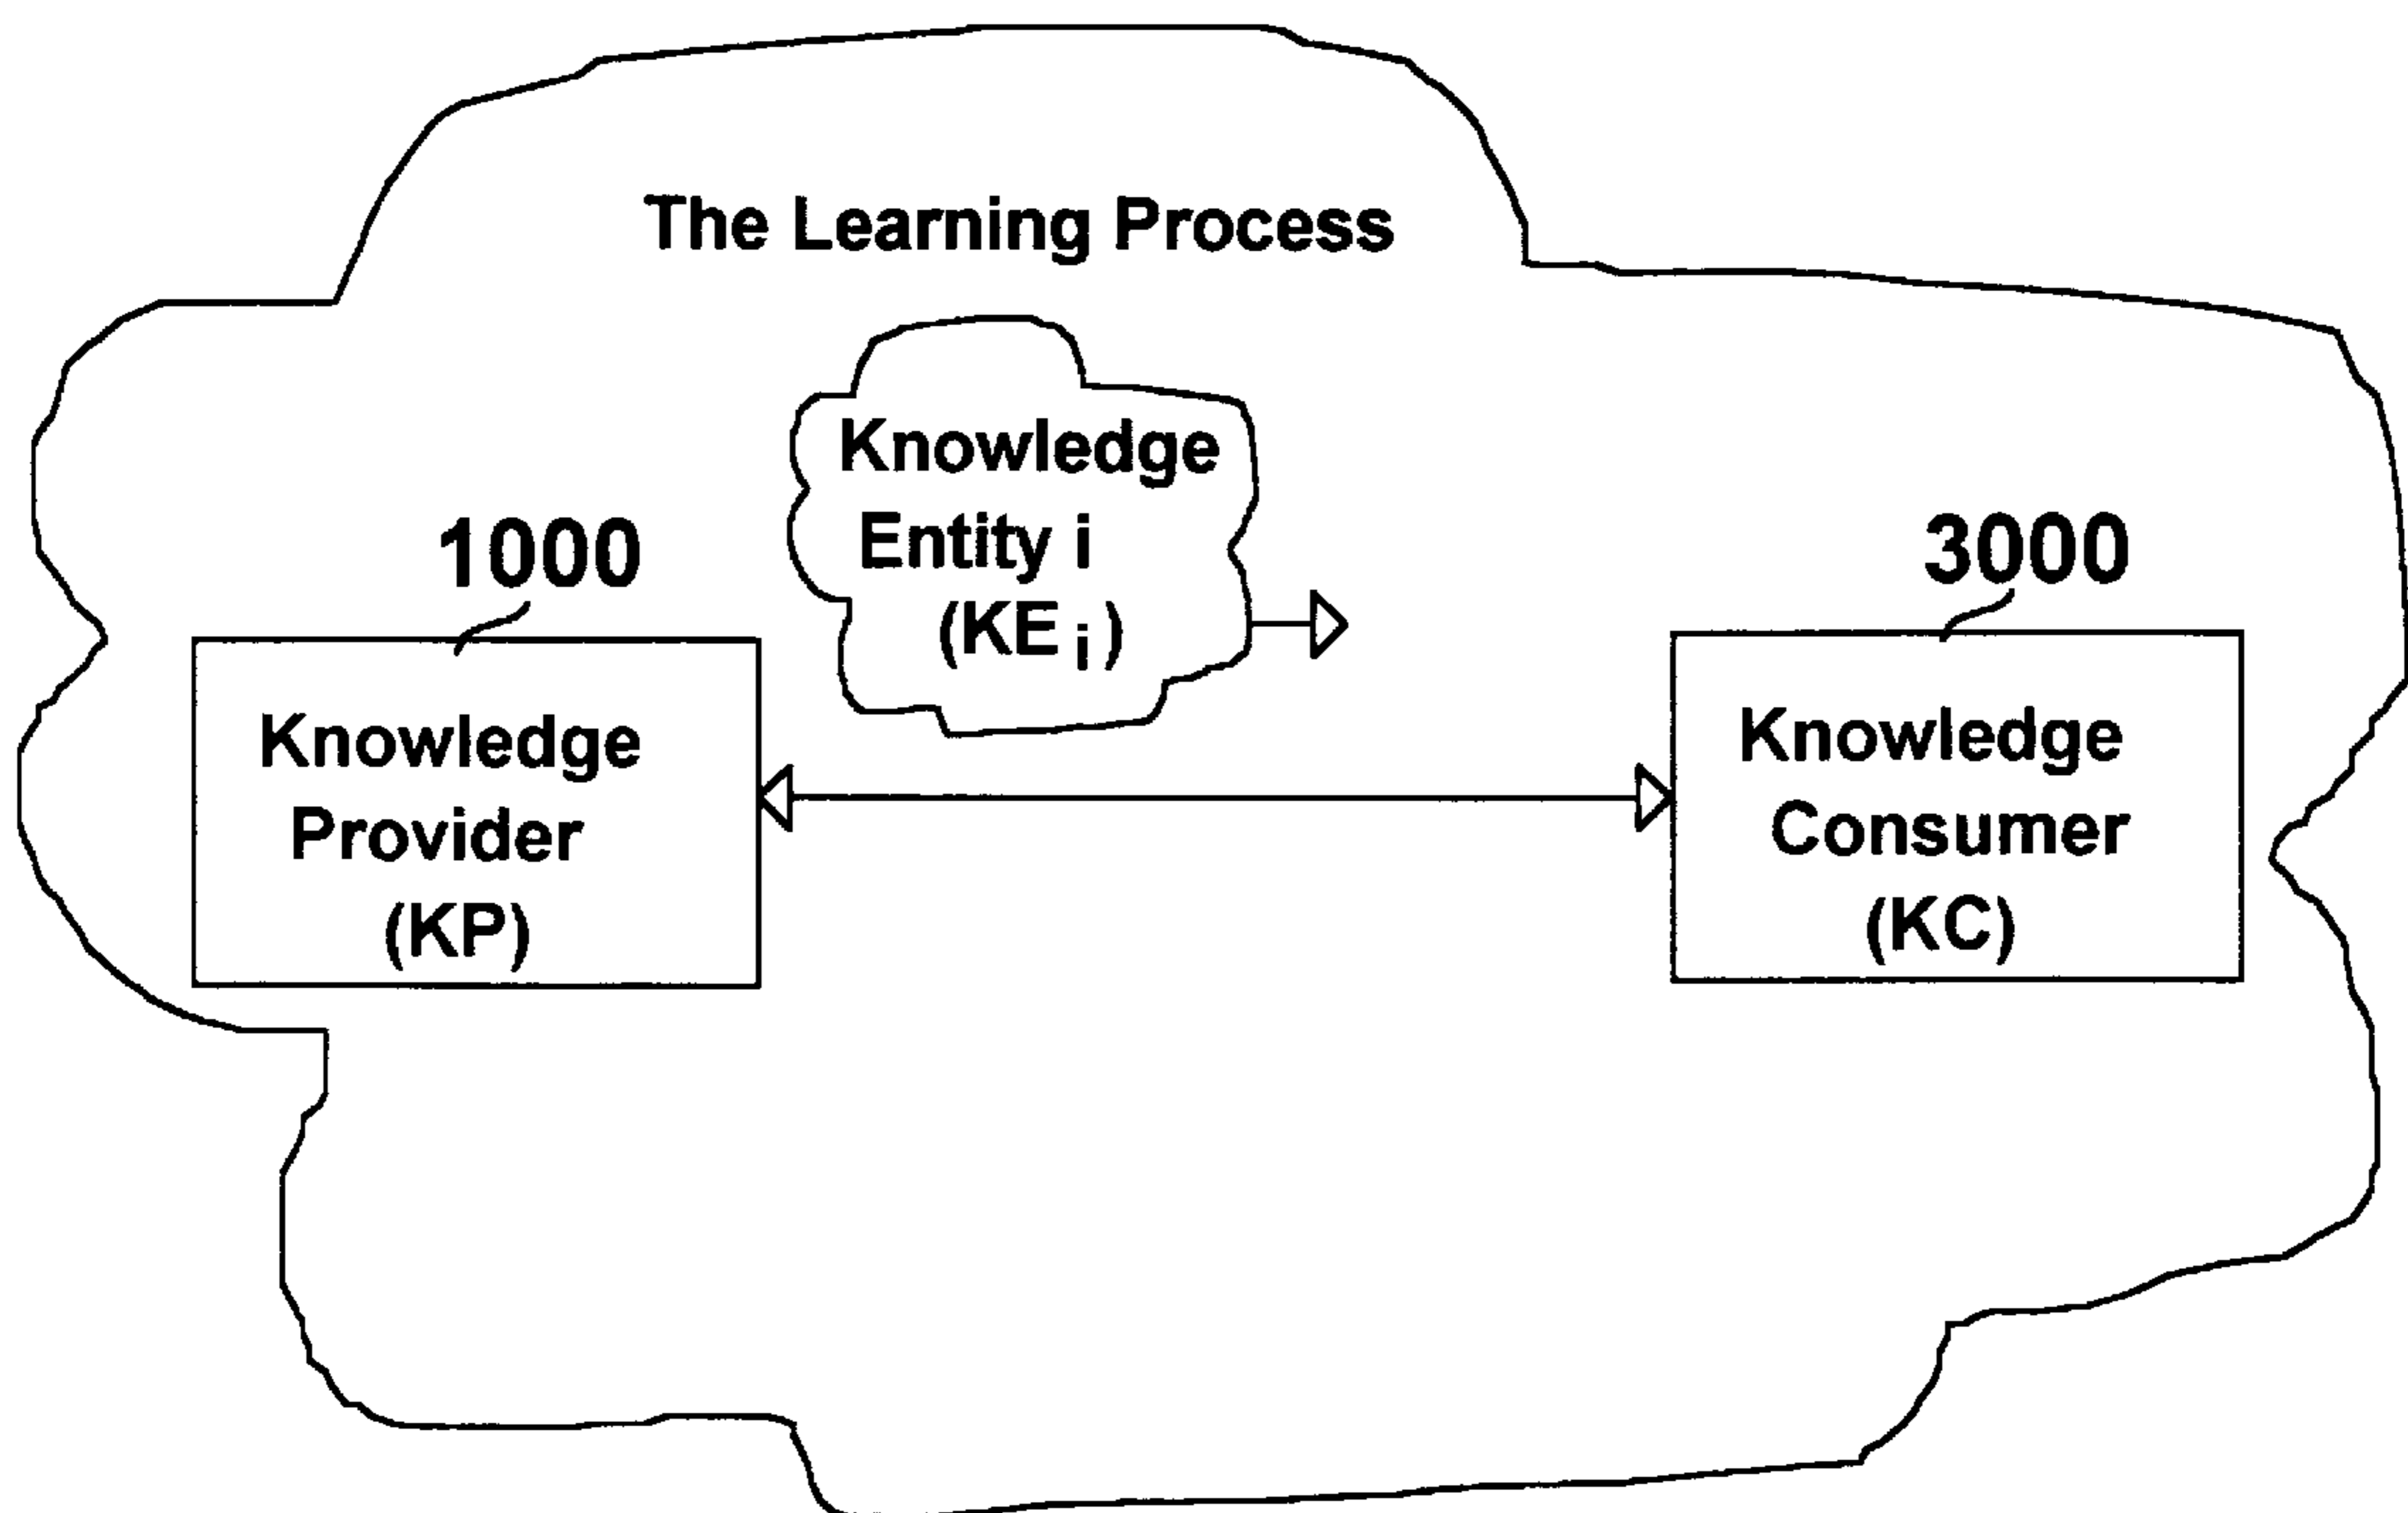 The Learning Process
Knowledge
Entity i
(KE i)
1000
Knowledge
Provider
(KP)
3000
Knowledge
Consumer
(KC)